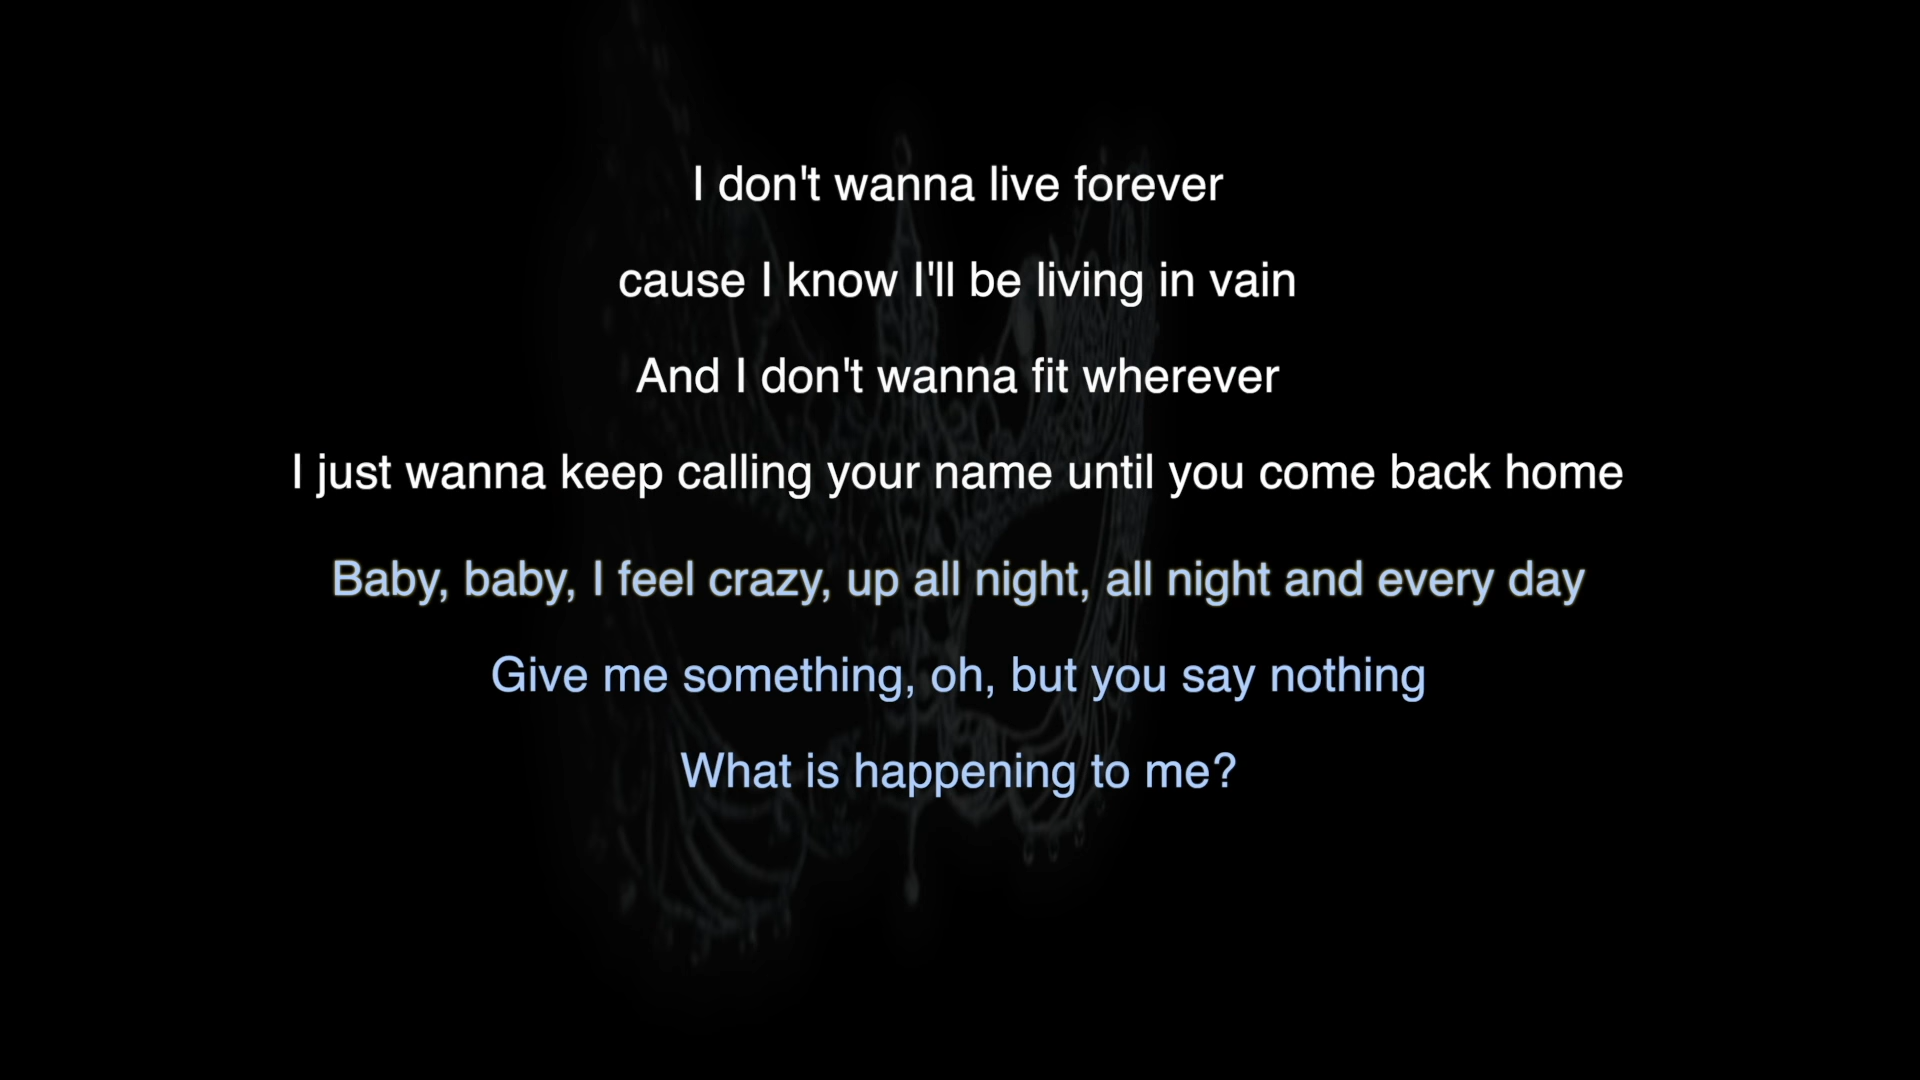 I don't wanna live forever
cause I know I'll be living in vain
And I don't wanna fit wherever
I just wanna keep calling your name until you come back home
Baby, baby, I feel crazy, up all night, all night and every day
Give me something, oh, but you say nothing
What is happening to me?